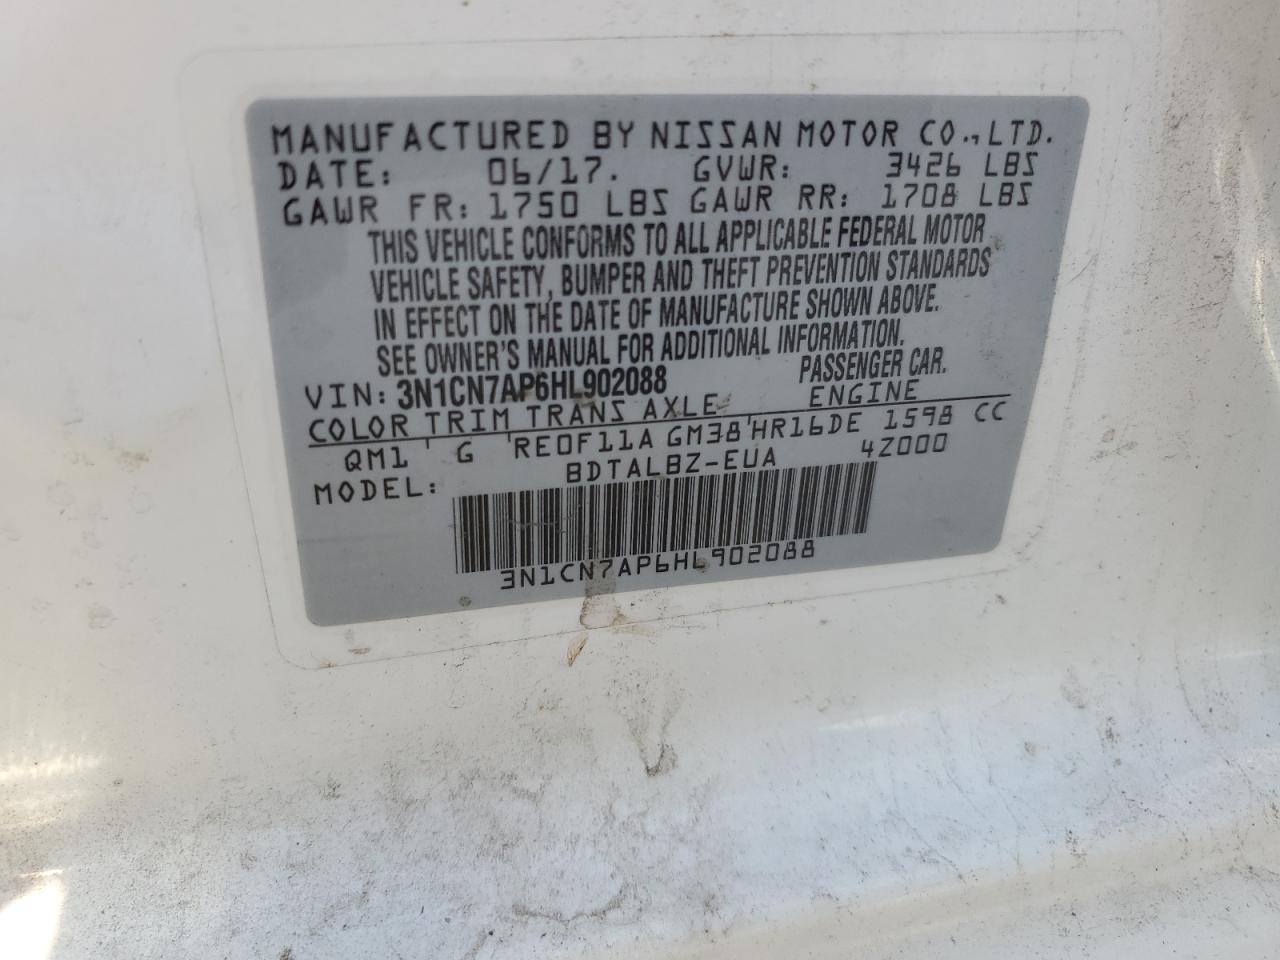 MANUFACTURED BY NISSAN MOTOR CO., LTD.
DATE: 06/17. GVWR: 3426 LBS
GAWR FR: 1750 LBS GAWR RR: 1708 LBS
THIS VEHICLE CONFORMS TO ALL APPLICABLE FEDERAL MOTOR
VEHICLE SAFETY, BUMPER AND THEFT PREVENTION STANDARDS
IN EFFECT ON THE DATE OF MANUFACTURE SHOWN ABOVE.
SEE OWNER'S MANUAL FOR ADDITIONAL INFORMATION.
VIN: 3N1CN7AP6HL902088 PASSENGER CAR.
COLOR TRIM TRANS AXLE ENGINE
QM1 ' G ' RE0F11A GM38 ' HR16DE 1598 CC
MODEL: BDTALBZ-EUA 4Z000
3N1CN7AP6HL902088